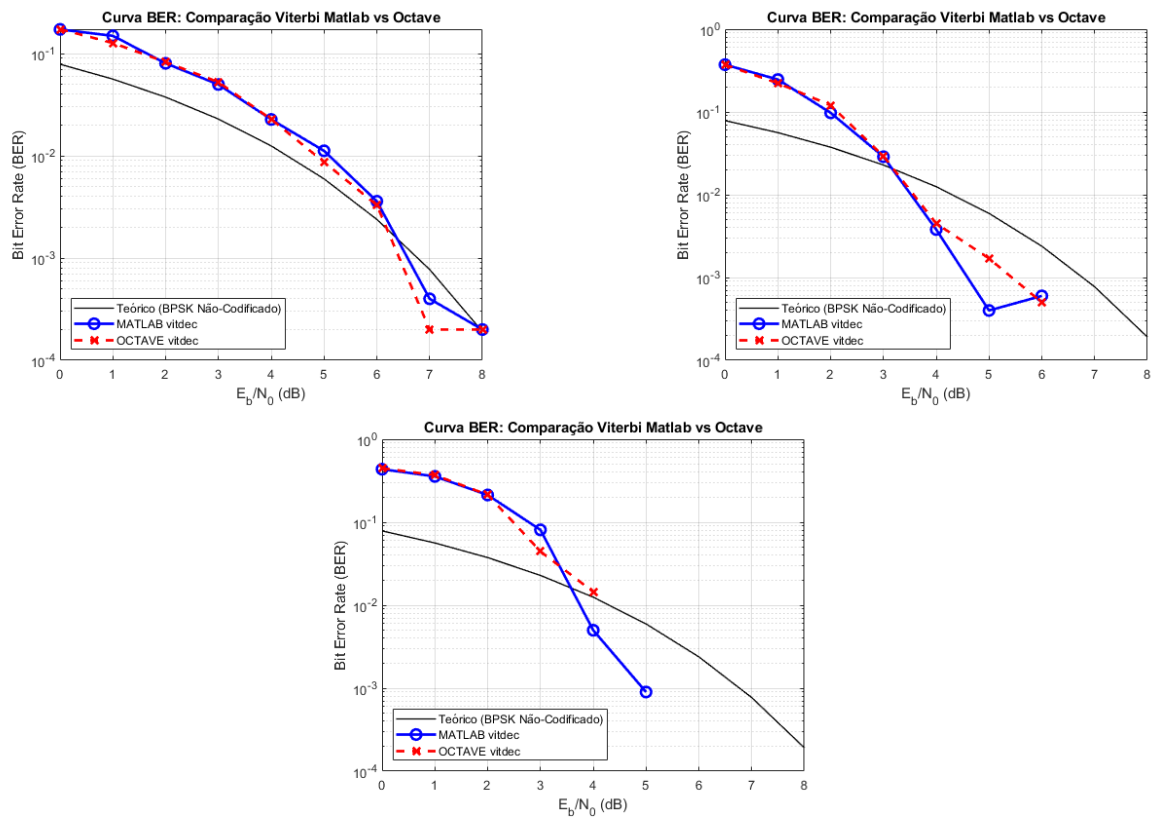 Curva BER: Comparação Viterbi Matlab vs Octave
10^-1
10^-2
10^-3
10^-4
Bit Error Rate (BER)
Teórico (BPSK Não-Codificado)
MATLAB vitdec
OCTAVE vitdec
0 1 2 3 4 5 6 7 8
E_b/N_0 (dB)
Curva BER: Comparação Viterbi Matlab vs Octave
10^0
10^-1
10^-2
10^-3
10^-4
Bit Error Rate (BER)
Teórico (BPSK Não-Codificado)
MATLAB vitdec
OCTAVE vitdec
0 1 2 3 4 5 6 7 8
E_b/N_0 (dB)
Curva BER: Comparação Viterbi Matlab vs Octave
10^0
10^-1
10^-2
10^-3
10^-4
Bit Error Rate (BER)
Teórico (BPSK Não-Codificado)
MATLAB vitdec
OCTAVE vitdec
0 1 2 3 4 5 6 7 8
E_b/N_0 (dB)